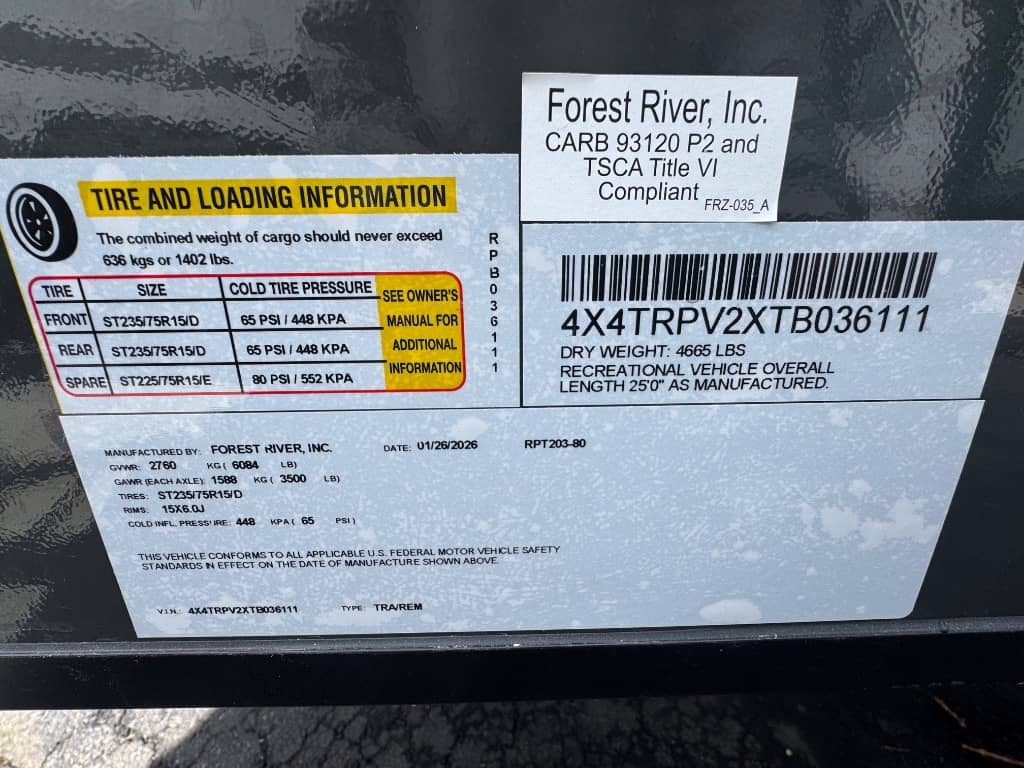 Forest River, Inc.
CARB 93120 P2 and
TSCA Title VI
Compliant
FRZ-035_A
TIRE AND LOADING INFORMATION
The combined weight of cargo should never exceed
636 kgs or 1402 lbs.
TIRE SIZE COLD TIRE PRESSURE
FRONT ST235/75R15/D 65 PSI / 448 KPA
REAR ST235/75R15/D 65 PSI / 448 KPA
SPARE ST225/75R15/E 80 PSI / 552 KPA
SEE OWNER'S
MANUAL FOR
ADDITIONAL
INFORMATION
RPB036111
4X4TRPV2XTB036111
DRY WEIGHT: 4665 LBS
RECREATIONAL VEHICLE OVERALL
LENGTH 25'0" AS MANUFACTURED.
MANUFACTURED BY: FOREST RIVER, INC. DATE: 01/26/2026 RPT203-80
GVWR: 2760 KG ( 6084 LB)
GAWR (EACH AXLE): 1588 KG ( 3500 LB)
TIRES: ST235/75R15/D
RIMS: 15X6.0J
COLD INFL. PRESSURE: 448 KPA ( 65 PSI )
THIS VEHICLE CONFORMS TO ALL APPLICABLE U.S. FEDERAL MOTOR VEHICLE SAFETY
STANDARDS IN EFFECT ON THE DATE OF MANUFACTURE SHOWN ABOVE.
V.I.N.: 4X4TRPV2XTB036111 TYPE: TRA/REM